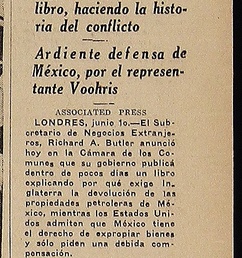 libro, haciendo la histo-
ria del conflicto
Ardiente defensa de
México, por el represen-
tante Voohris
ASSOCIATED PRESS
LONDRES, junio 1o.—El Sub-
cretario de Negocios Extranje-
ros, Richard A. Butler anunció
hoy en la Cámara de los Co-
munes que su gobierno publicá
dentro de pocos días un libro
explicando por qué exige In-
glaterra la devolución de las
propiedades petroleras de Mé-
xico, mientras los Estados Uni-
dos admiten que México tiene
el derecho de expropiar bienes
y sólo piden una debida com-
pensación.